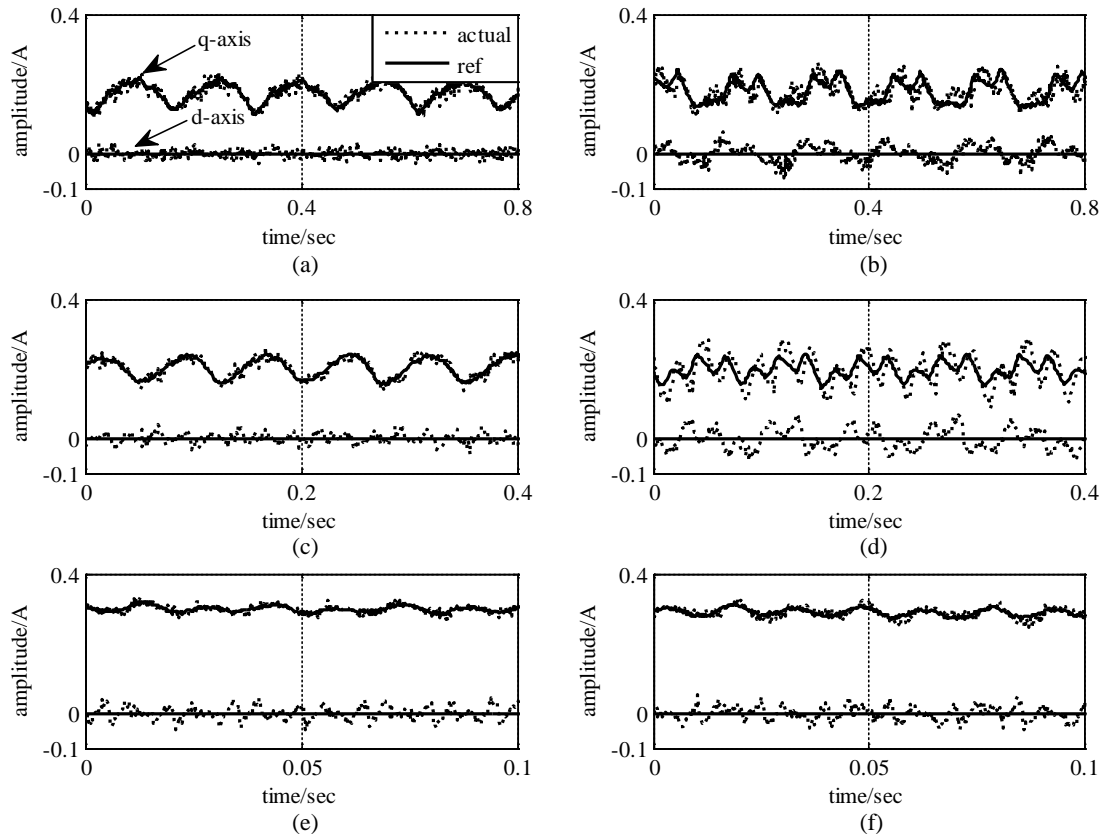 0.4
q-axis
actual
ref
d-axis
amplitude/A
0
-0.1
0 0.4 0.8
time/sec
(a)
0.4
amplitude/A
0
-0.1
0 0.4 0.8
time/sec
(b)
0.4
amplitude/A
0
-0.1
0 0.2 0.4
time/sec
(c)
0.4
amplitude/A
0
-0.1
0 0.2 0.4
time/sec
(d)
0.4
amplitude/A
0
-0.1
0 0.05 0.1
time/sec
(e)
0.4
amplitude/A
0
-0.1
0 0.05 0.1
time/sec
(f)